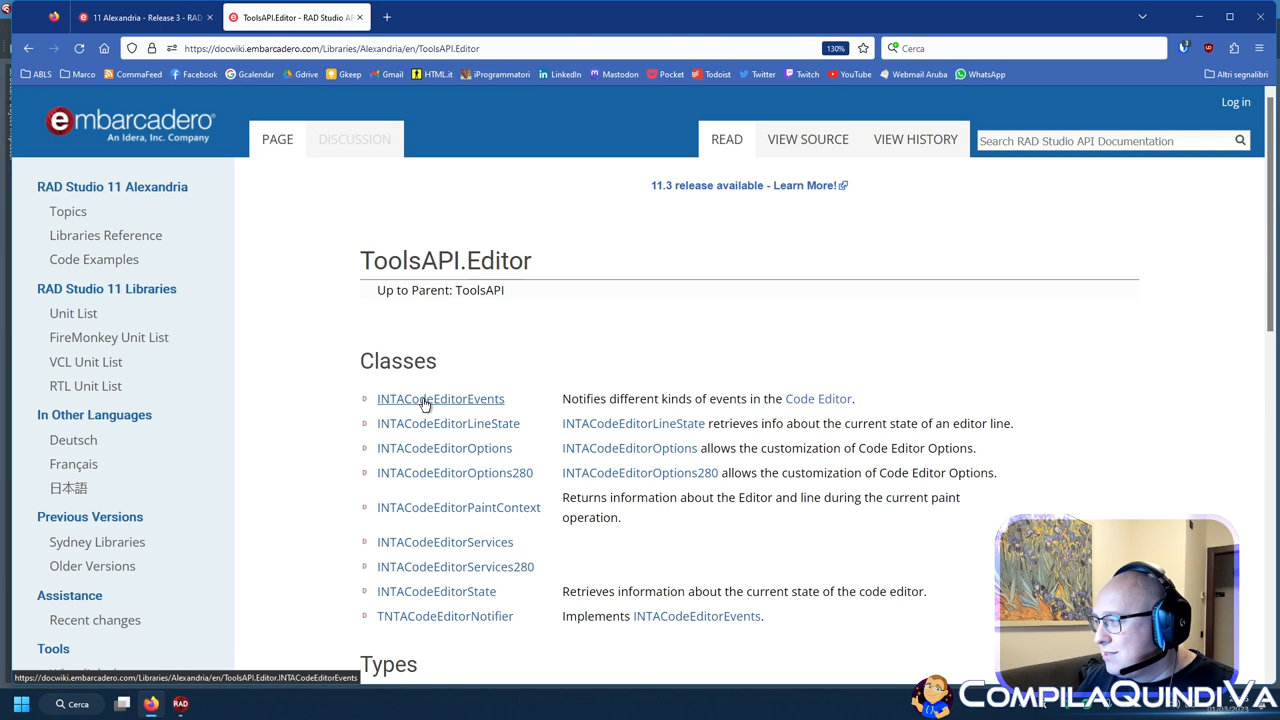 11 Alexandria - Release 3 - RAD
ToolsAPI.Editor - RAD Studio AP
https://docwiki.embarcadero.com/Libraries/Alexandria/en/ToolsAPI.Editor
130%
Cerca
ABLS
Marco
CommaFeed
Facebook
Gcalendar
Gdrive
Gkeep
Gmail
HTML.it
iProgrammatori
LinkedIn
Mastodon
Pocket
Todoist
Twitter
Twitch
YouTube
Webmail Aruba
WhatsApp
Altri segnalibri
Log in
embarcadero
An Idera, Inc. Company
PAGE
DISCUSSION
READ
VIEW SOURCE
VIEW HISTORY
Search RAD Studio API Documentation
RAD Studio 11 Alexandria
Topics
Libraries Reference
Code Examples
RAD Studio 11 Libraries
Unit List
FireMonkey Unit List
VCL Unit List
RTL Unit List
In Other Languages
Deutsch
Français
日本語
Previous Versions
Sydney Libraries
Older Versions
Assistance
Recent changes
Tools
11.3 release available - Learn More!
ToolsAPI.Editor
Up to Parent: ToolsAPI
Classes
INTACodeEditorEvents Notifies different kinds of events in the Code Editor.
INTACodeEditorLineState INTACodeEditorLineState retrieves info about the current state of an editor line.
INTACodeEditorOptions INTACodeEditorOptions allows the customization of Code Editor Options.
INTACodeEditorOptions280 INTACodeEditorOptions280 allows the customization of Code Editor Options.
INTACodeEditorPaintContext Returns information about the Editor and line during the current paint
operation.
INTACodeEditorServices
INTACodeEditorServices280
INTACodeEditorState Retrieves information about the current state of the code editor.
TNTACodeEditorNotifier Implements INTACodeEditorEvents.
Types
https://docwiki.embarcadero.com/Libraries/Alexandria/en/ToolsAPI.Editor.INTACodeEditorEvents
Cerca
RAD
COMPILAQUINDIVA